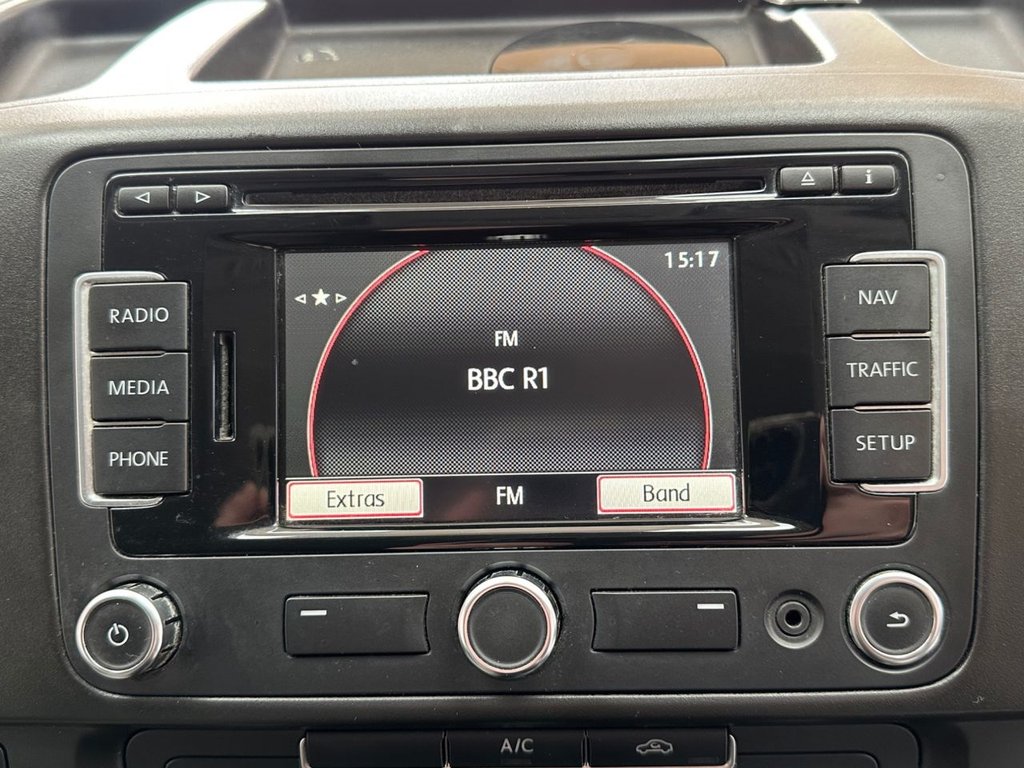 i
15:17
RADIO
NAV
FM
BBC R1
MEDIA
TRAFFIC
PHONE
SETUP
Extras
FM
Band
A/C